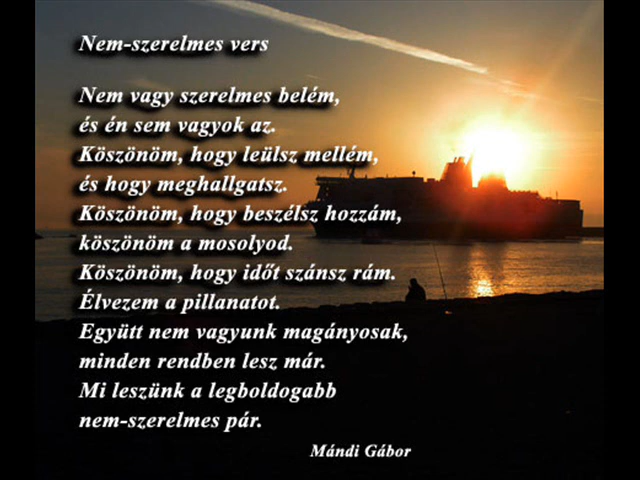 Nem-szerelmes vers
Nem vagy szerelmes belém,
és én sem vagyok az.
Köszönöm, hogy leülsz mellém,
és hogy meghallgatsz.
Köszönöm, hogy beszélsz hozzám,
köszönöm a mosolyod.
Köszönöm, hogy időt szánsz rám.
Élvezem a pillanatot.
Együtt nem vagyunk magányosak,
minden rendben lesz már.
Mi leszünk a legboldogabb
nem-szerelmes pár.
Mándi Gábor